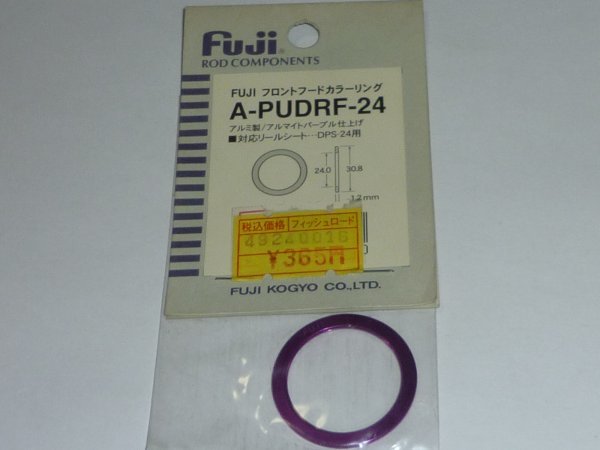 Fuji®
ROD COMPONENTS
FUJI フロントフードカラーリング
A-PUDRF-24
アルミ製/アルマイトパープル仕上げ
■対応リールシート…DPS-24用
24.0 30.8
1.2mm
税込価格 フィッシュロード
49240016
¥365円
FUJI KOGYO CO.,LTD.
FUJI